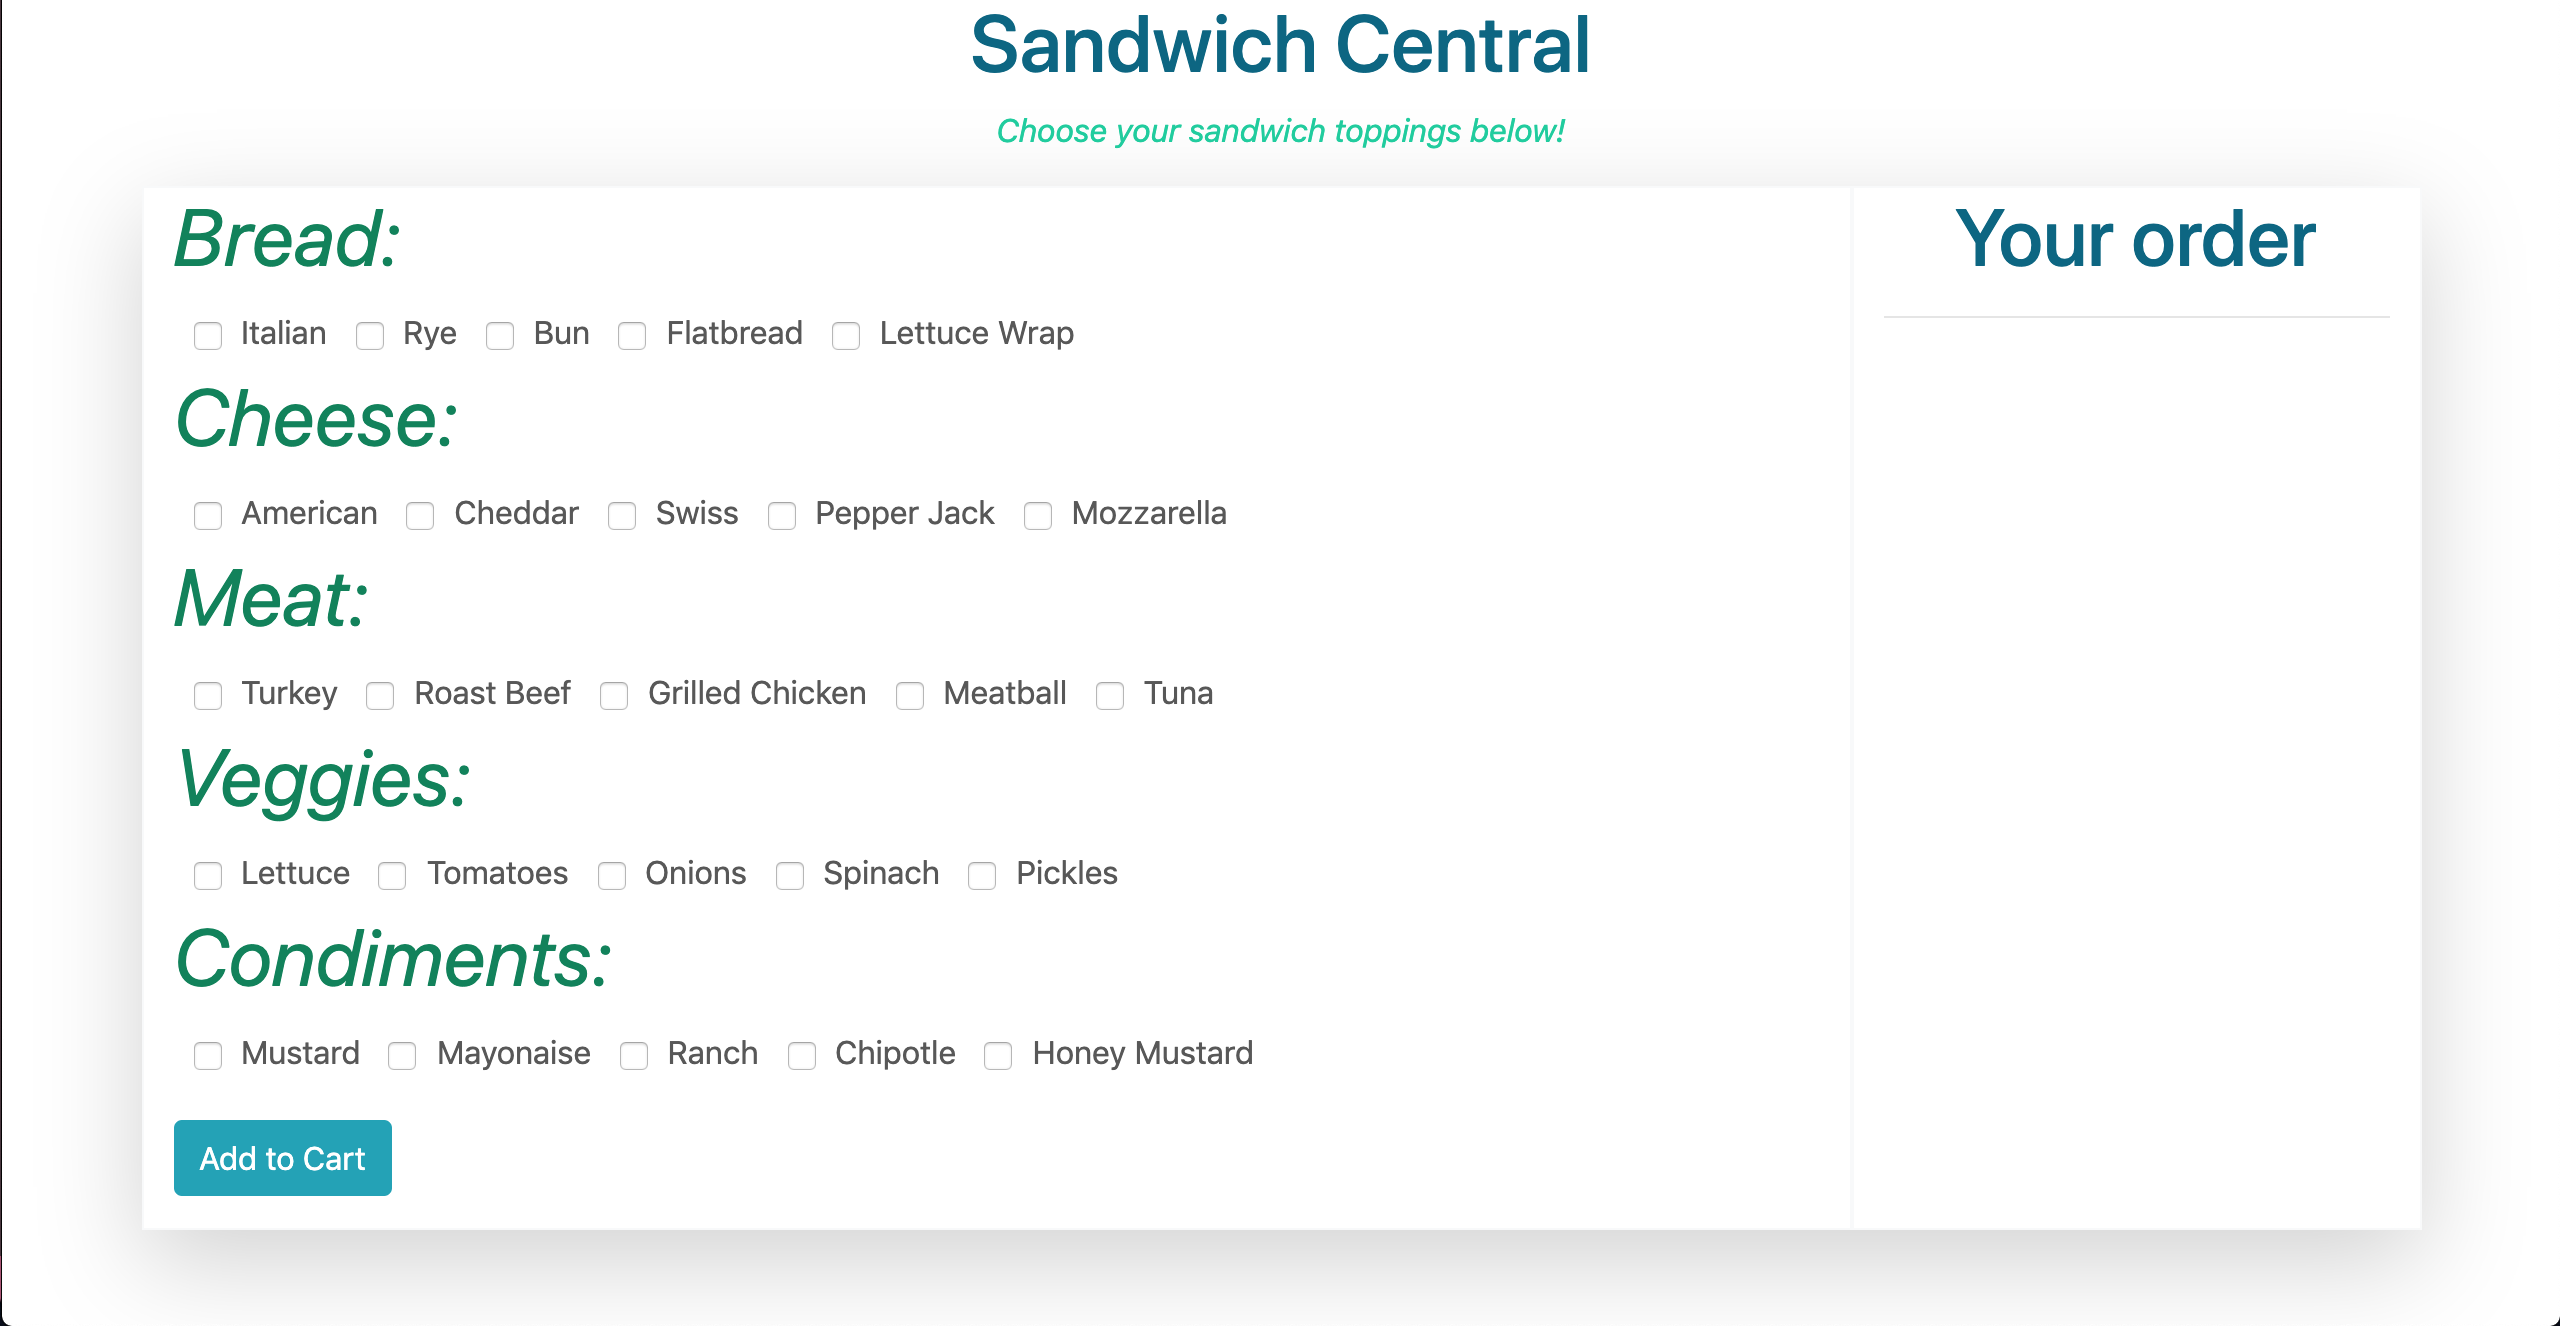 Sandwich Central
Choose your sandwich toppings below!
Bread:
Italian Rye Bun Flatbread Lettuce Wrap
Cheese:
American Cheddar Swiss Pepper Jack Mozzarella
Meat:
Turkey Roast Beef Grilled Chicken Meatball Tuna
Veggies:
Lettuce Tomatoes Onions Spinach Pickles
Condiments:
Mustard Mayonaise Ranch Chipotle Honey Mustard
Add to Cart
Your order